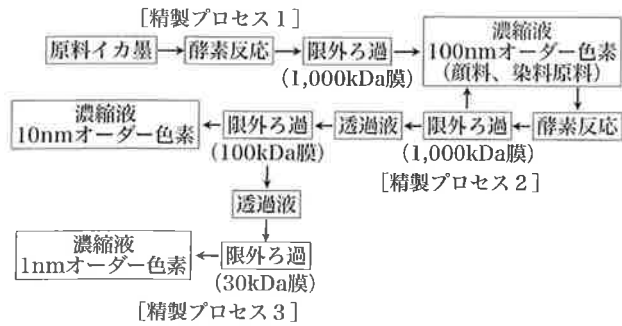 [精製プロセス1]
原料イカ墨 酵素反応 限外ろ過
(1,000kDa膜)
濃縮液
100nmオーダー色素
(顔料、染料原料)
濃縮液
10nmオーダー色素
限外ろ過 透過液 限外ろ過 酵素反応
(100kDa膜) (1,000kDa膜)
[精製プロセス2]
透過液
濃縮液
1nmオーダー色素
限外ろ過
(30kDa膜)
[精製プロセス3]